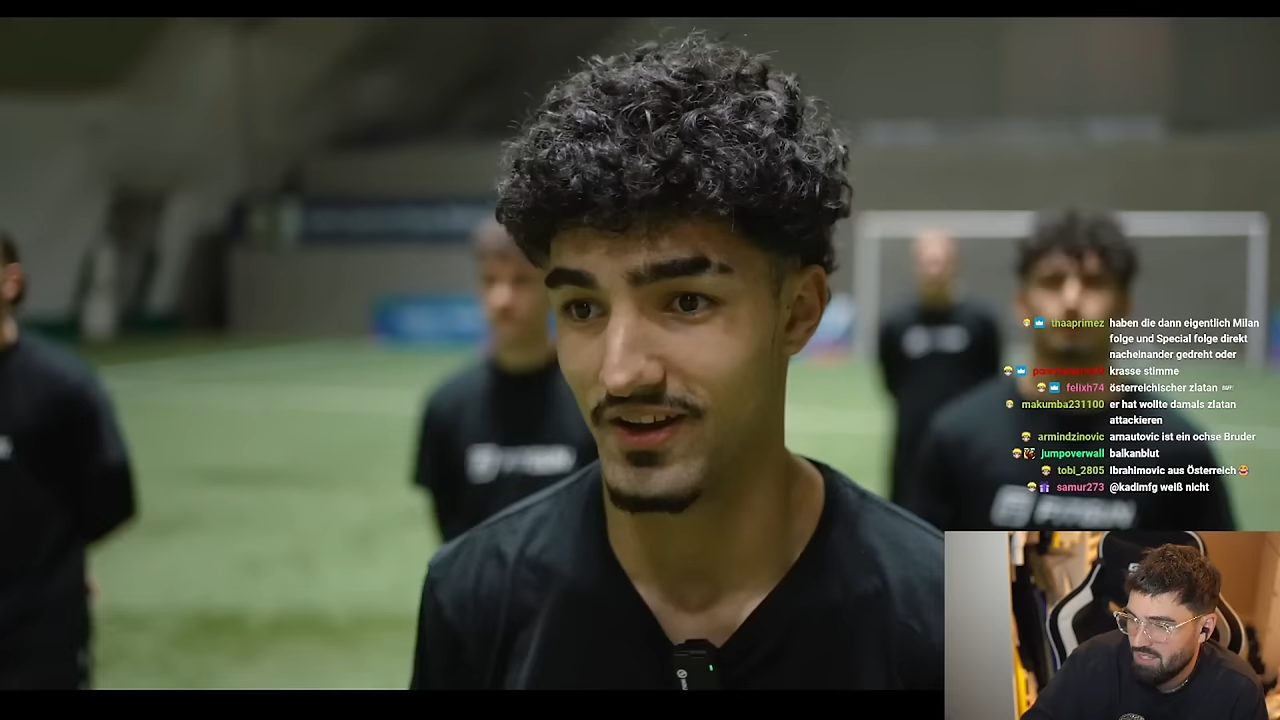 thaaprimez haben die dann eigentlich Milan
folge und Special folge direkt
nacheinander gedreht oder
krasse stimme
felixh74 österreichischer zlatan
makumba231100 er hat wollte damals zlatan
attackieren
armindzinovic arnautovic ist ein ochse Bruder
jumpoverwall balkanblut
tobi_2805 Ibrahimovic aus Österreich😂
samur273 @kadimfg weiß nicht